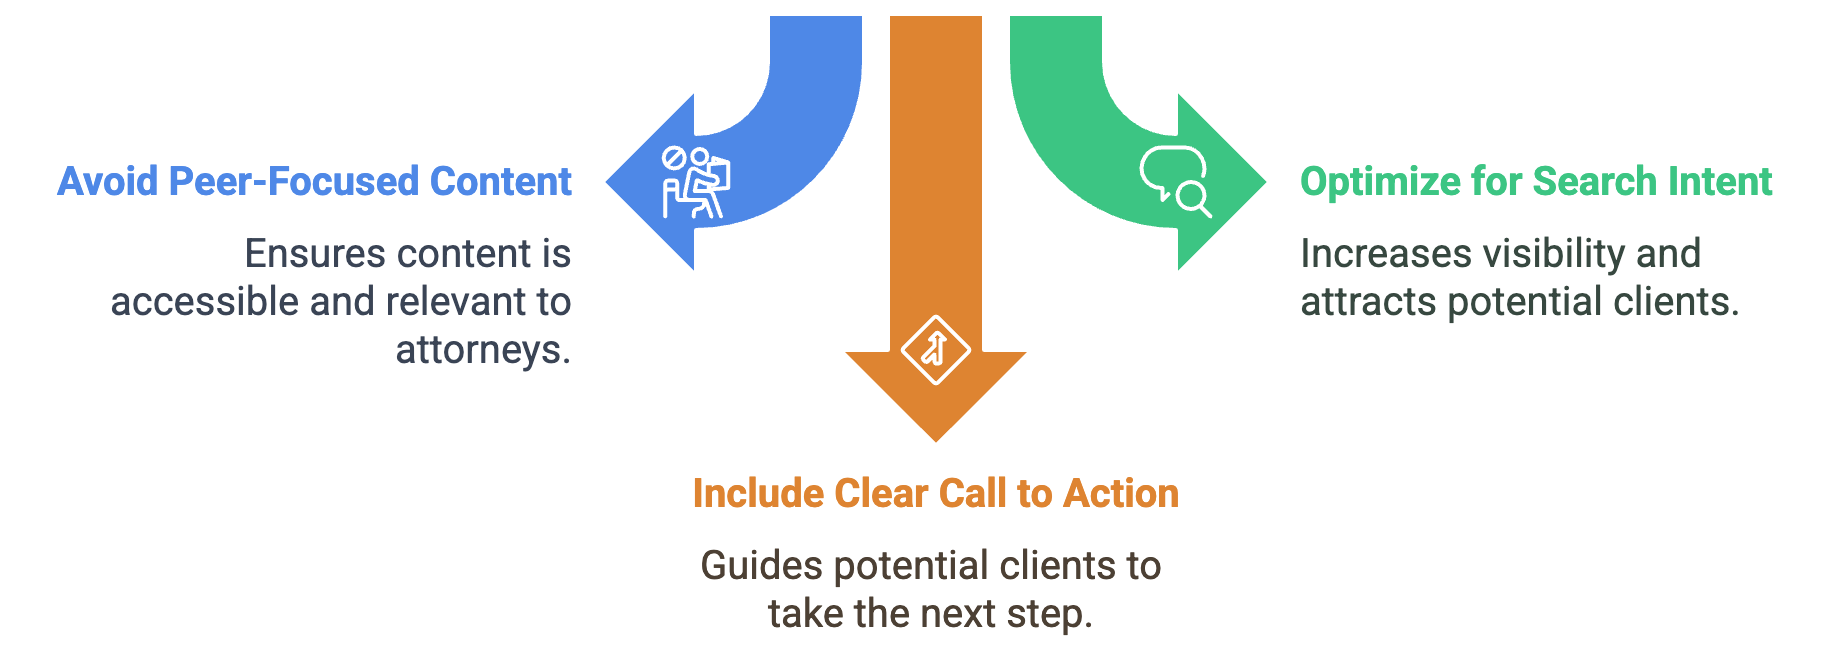 Avoid Peer-Focused Content
Ensures content is
accessible and relevant to
attorneys.
Include Clear Call to Action
Guides potential clients to
take the next step.
Optimize for Search Intent
Increases visibility and
attracts potential clients.